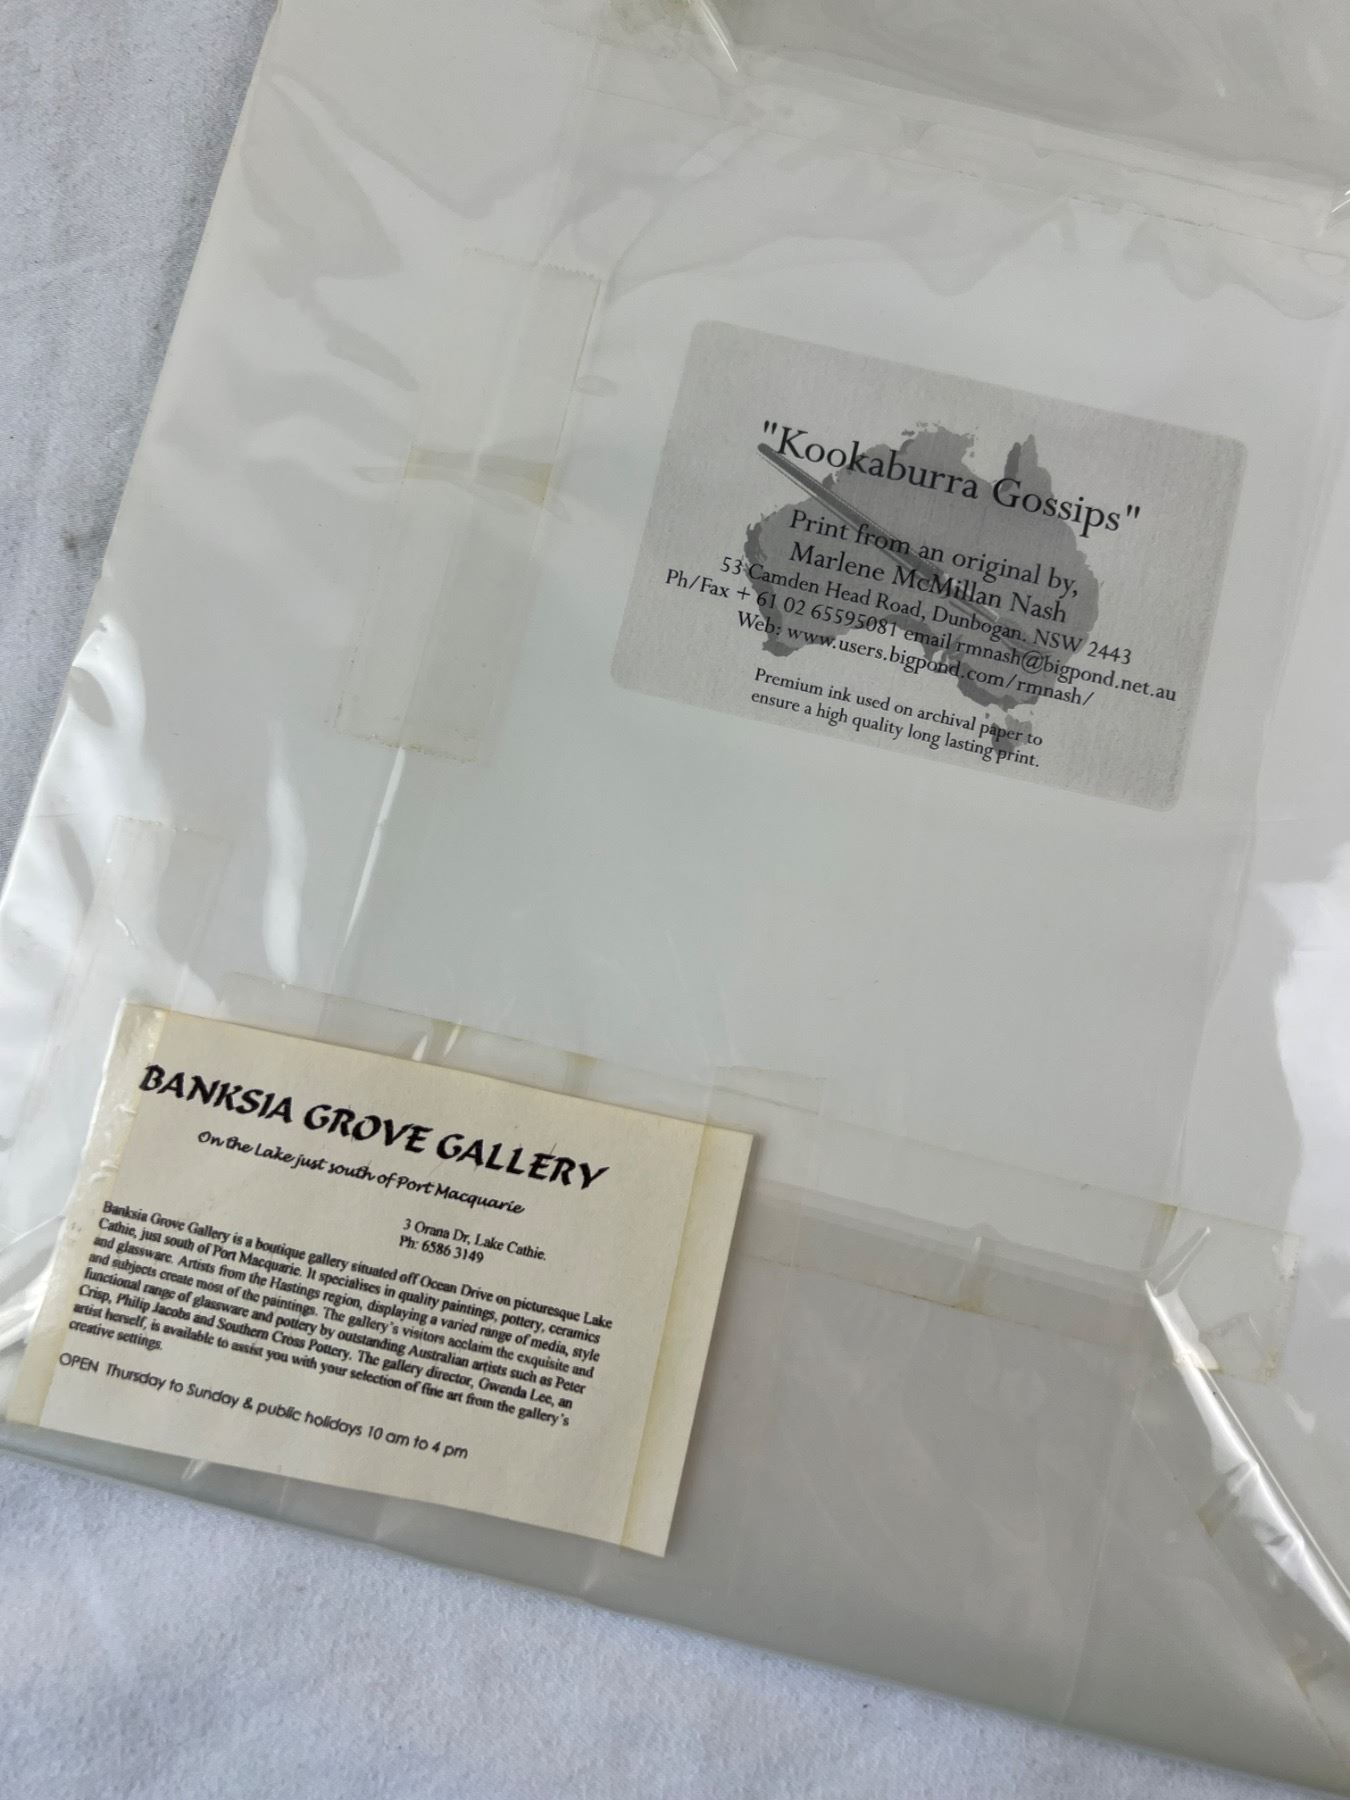 "Kookaburra Gossips"
Print from an original by,
Marlene McMillan Nash
53 Camden Head Road, Dunbogan. NSW 2443
Ph/Fax + 61 02 65595081 email rmnash@bigpond.net.au
Web: www.users.bigpond.com/rmnash/
Premium ink used on archival paper to
ensure a high quality long lasting print.
BANKSIA GROVE GALLERY
On the Lake just south of Port Macquarie
3 Orana Dr, Lake Cathie.
Ph: 6586 3149
Banksia Grove Gallery is a boutique gallery situated off Ocean Drive on picturesque Lake
Cathie, just south of Port Macquarie. It specialises in quality paintings, pottery, ceramics
and glassware. Artists from the Hastings region, displaying a varied range of media, style
and subjects create most of the paintings. The gallery's visitors acclaim the exquisite and
functional range of glassware and pottery by outstanding Australian artists such as Peter
Crisp, Philip Jacobs and Southern Cross Pottery. The gallery director, Gwenda Lee, an
artist herself, is available to assist you with your selection of fine art from the gallery's
creative settings.
OPEN Thursday to Sunday & public holidays 10 am to 4 pm